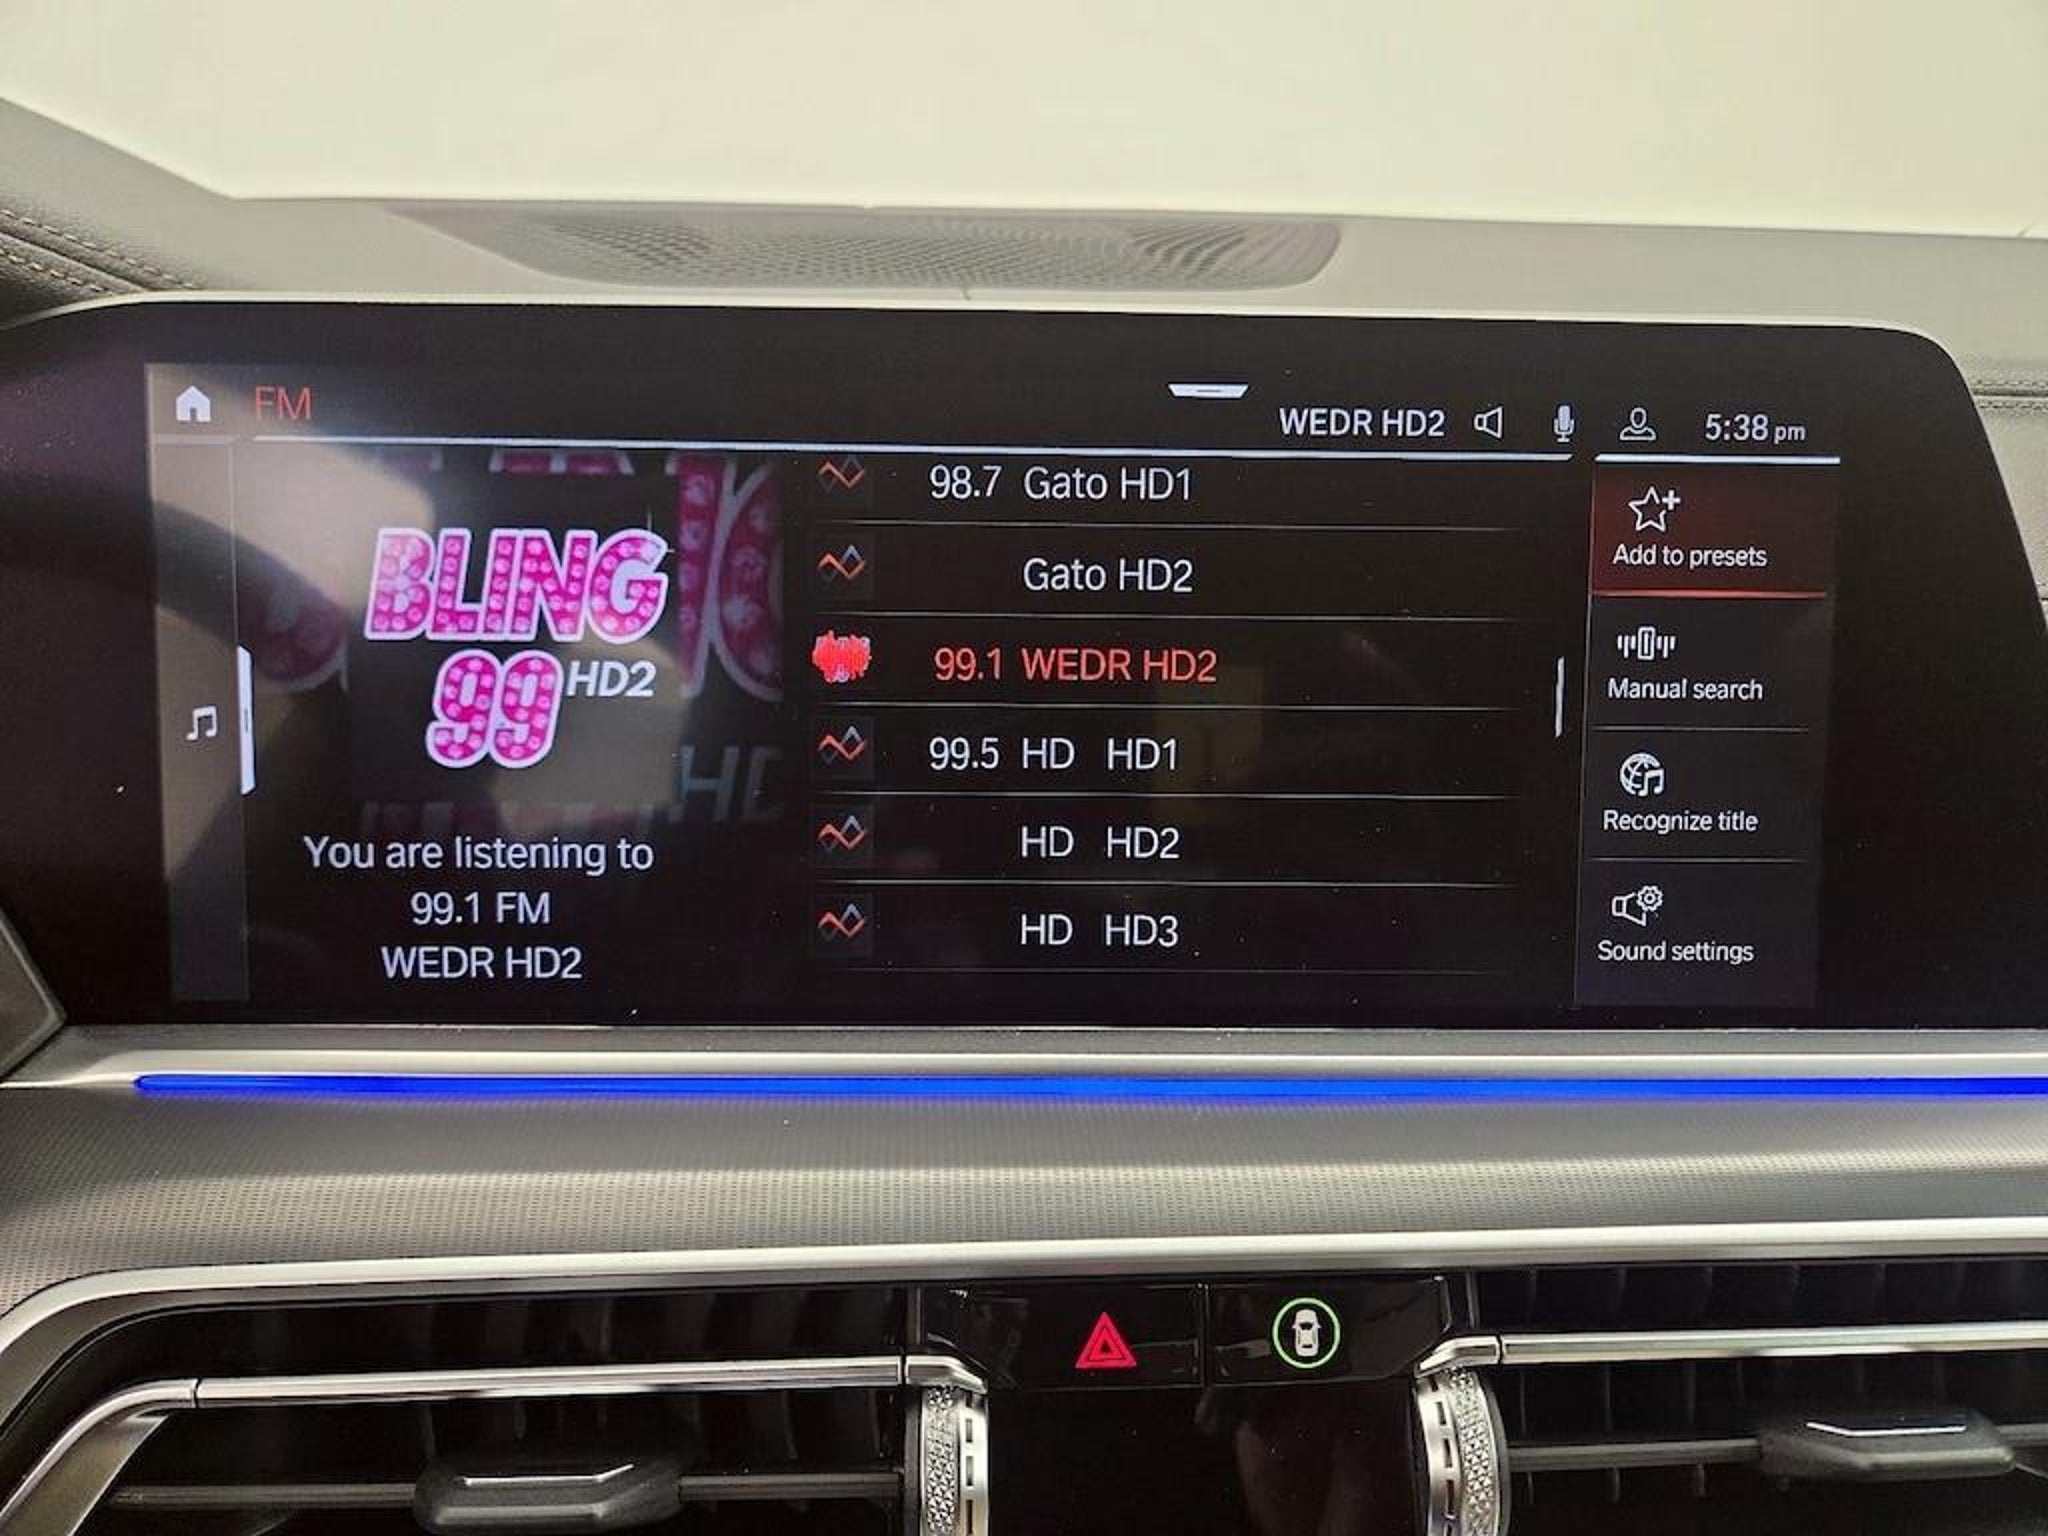 FM
WEDR HD2
5:38 pm
BLING
99 HD2
You are listening to
99.1 FM
WEDR HD2
98.7 Gato HD1
Gato HD2
99.1 WEDR HD2
99.5 HD HD1
HD HD2
HD HD3
Add to presets
Manual search
Recognize title
Sound settings